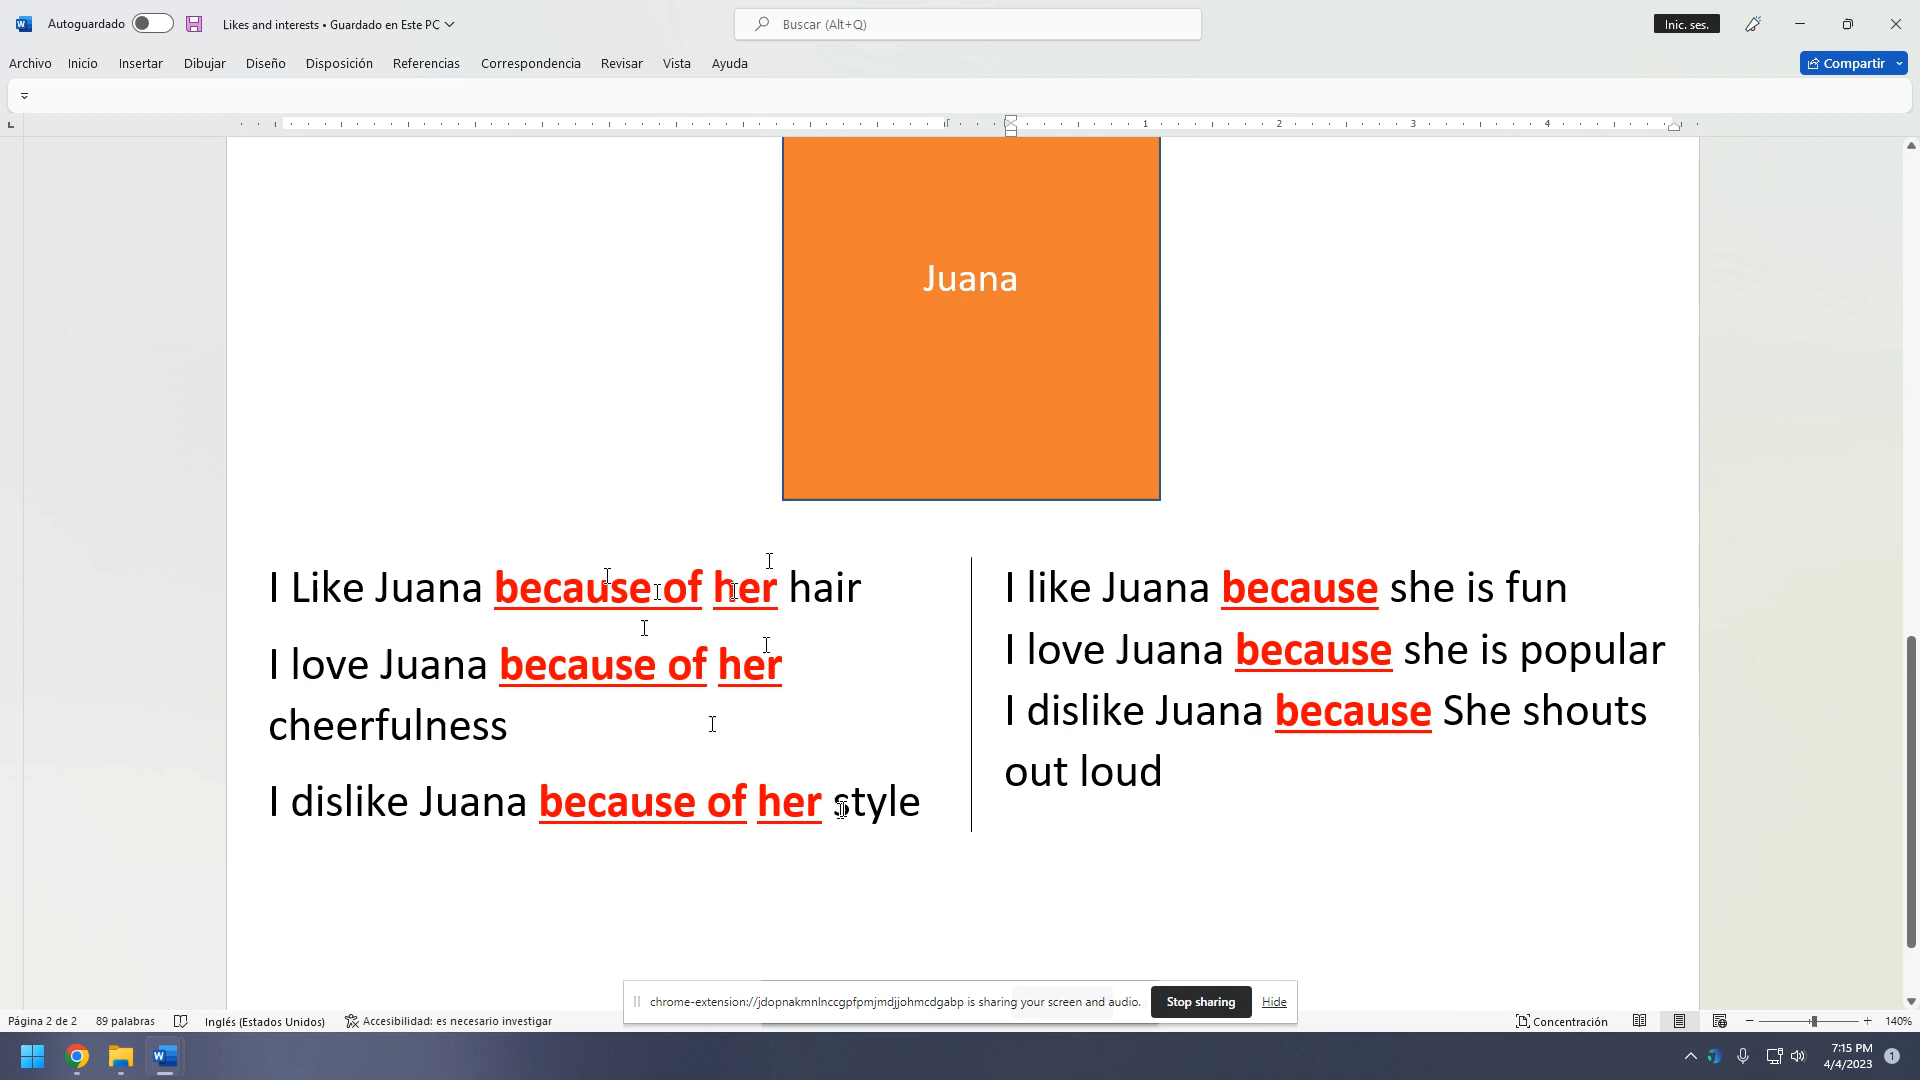 Autoguardado
Likes and interests • Guardado en Este PC
Buscar (Alt+Q)
Inic. ses.
Archivo Inicio Insertar Dibujar Diseño Disposición Referencias Correspondencia Revisar Vista Ayuda
Compartir
1 2 3 4
Juana
I Like Juana because of her hair
I love Juana because of her
cheerfulness
I dislike Juana because of her style
I like Juana because she is fun
I love Juana because she is popular
I dislike Juana because She shouts
out loud
chrome-extension://jdopnakmnlnccgpfpmjmdjjohmcdgabp is sharing your screen and audio.
Stop sharing
Hide
Página 2 de 2 89 palabras Inglés (Estados Unidos) Accesibilidad: es necesario investigar
Concentración
140%
7:15 PM
4/4/2023
1